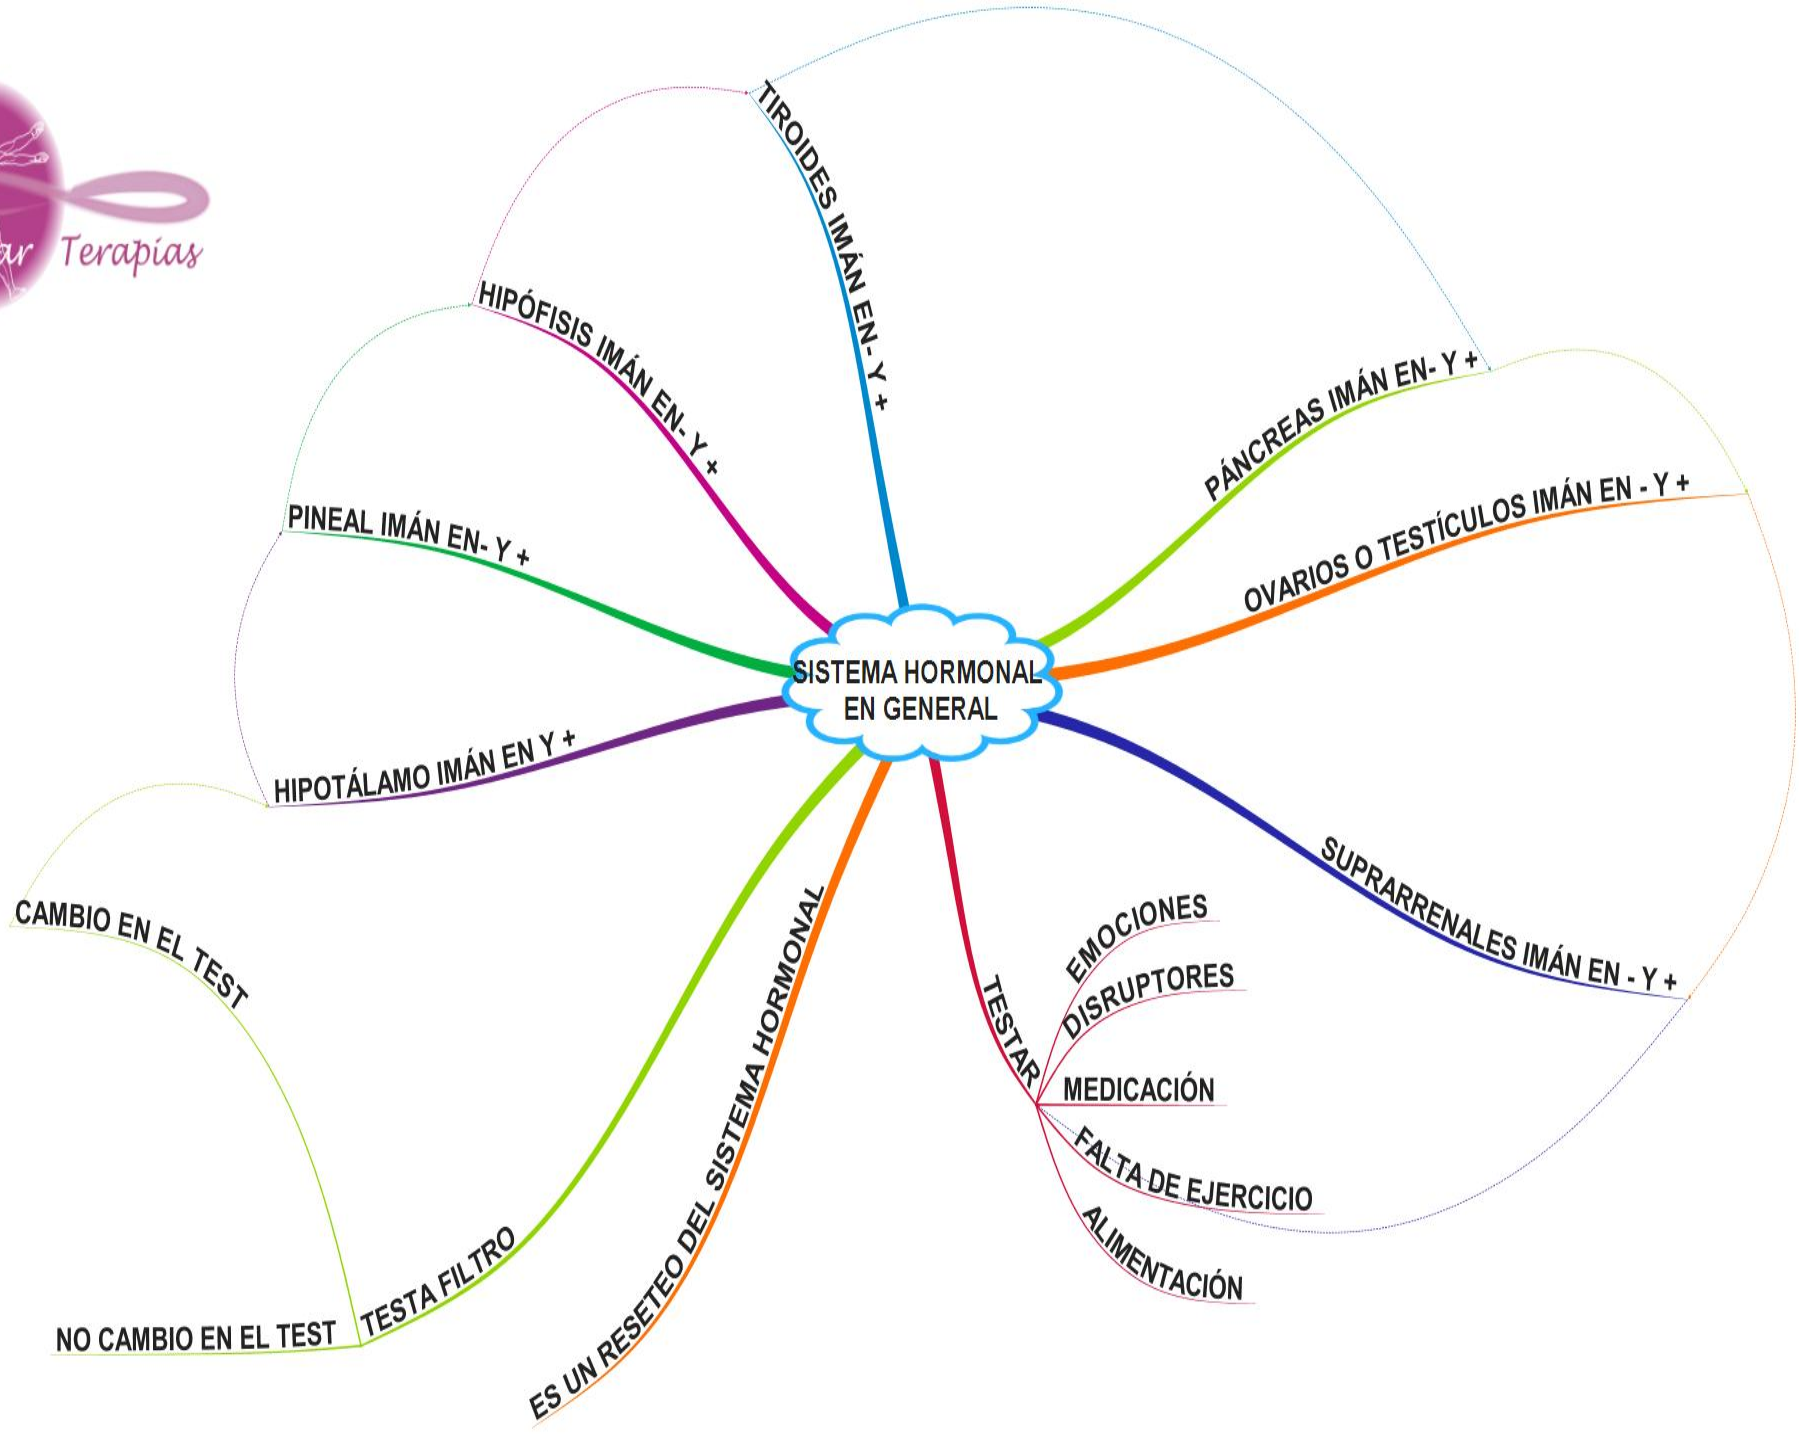 Terapias
TIROIDES IMÁN EN- Y +
HIPÓFISIS IMÁN EN- Y +
PÁNCREAS IMÁN EN- Y +
OVARIOS O TESTÍCULOS IMÁN EN - Y +
PINEAL IMÁN EN- Y +
SISTEMA HORMONAL
EN GENERAL
HIPOTÁLAMO IMÁN EN Y +
SUPRARRENALES IMÁN EN - Y +
CAMBIO EN EL TEST
TESTAR
EMOCIONES
DISRUPTORES
MEDICACIÓN
FALTA DE EJERCICIO
ALIMENTACIÓN
ES UN RESETEO DEL SISTEMA HORMONAL
TESTA FILTRO
NO CAMBIO EN EL TEST